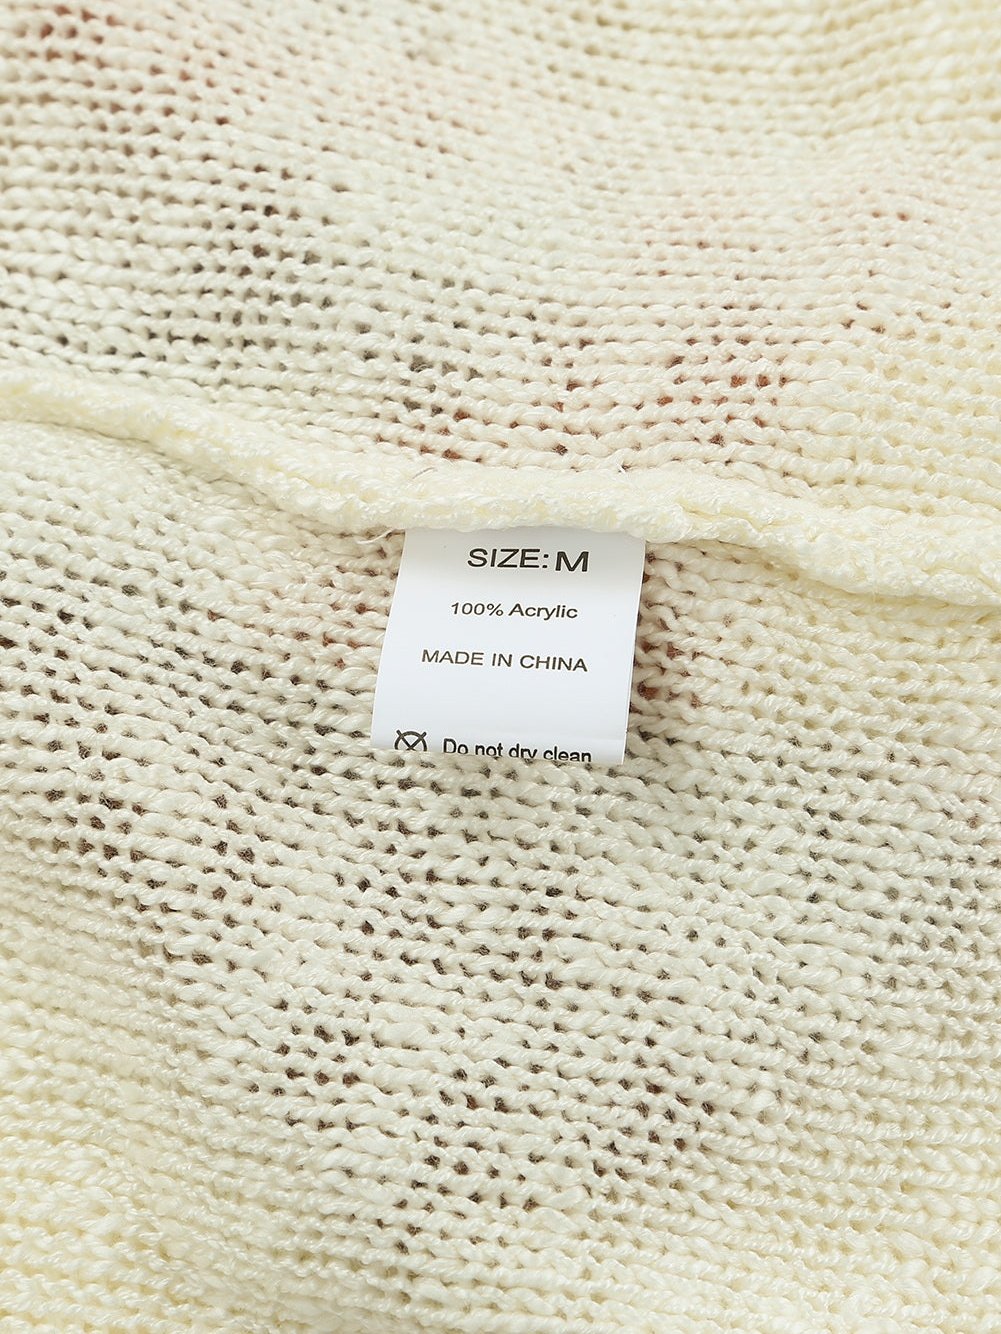 SIZE: M
100% Acrylic
MADE IN CHINA
Do not dry clean